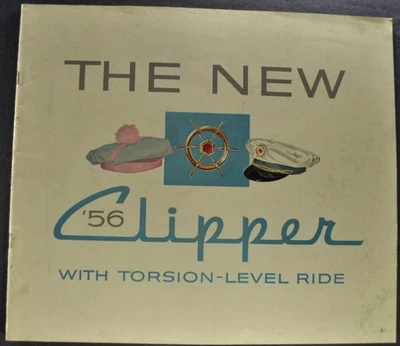 THE NEW
'56 Clipper
WITH TORSION-LEVEL RIDE